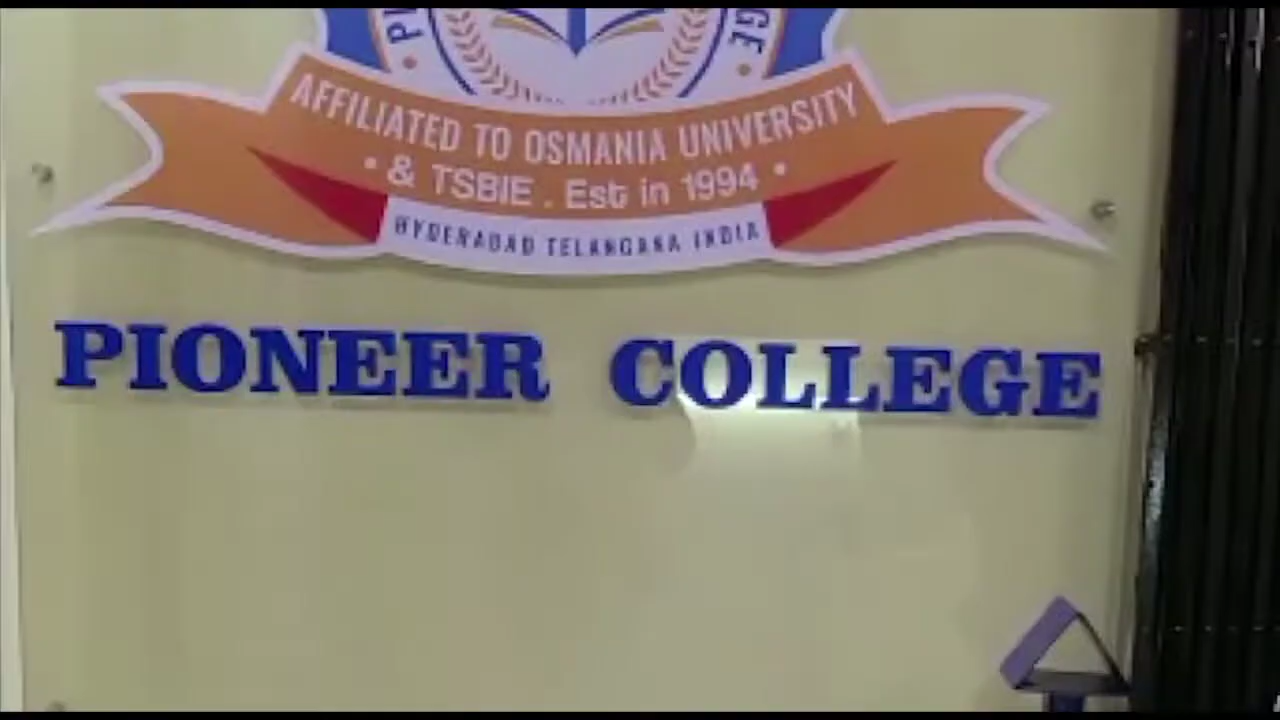 AFFILIATED TO OSMANIA UNIVERSITY
• & TSBIE . Est in 1994 •
HYDERABAD TELANGANA INDIA
PIONEER COLLEGE